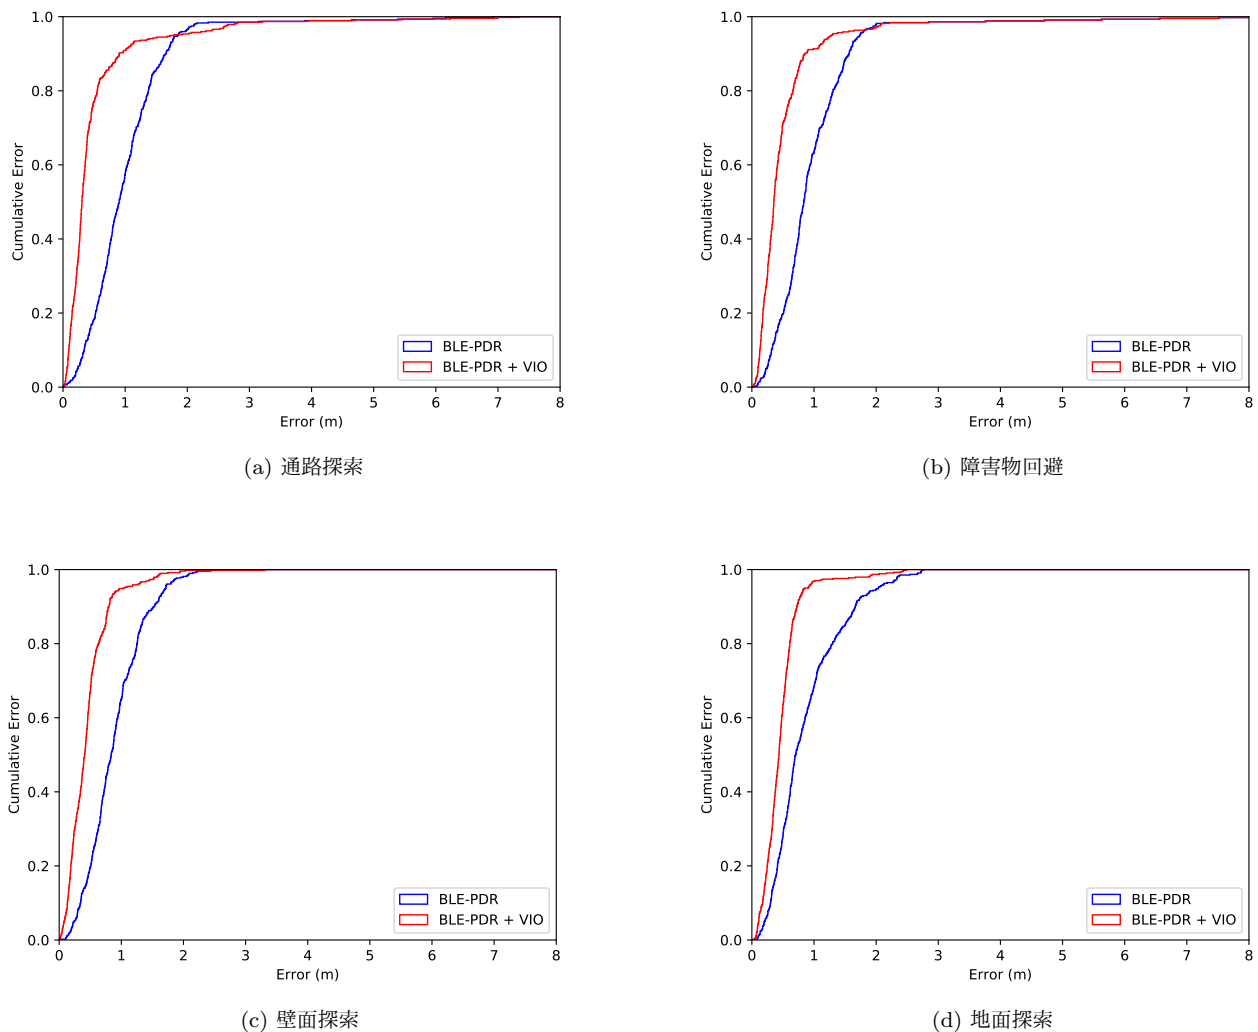 1.0
0.8
0.6
0.4
0.2
0.0
Cumulative Error
0 1 2 3 4 5 6 7 8
Error (m)
BLE-PDR
BLE-PDR + VIO
(a) 通路探索
1.0
0.8
0.6
0.4
0.2
0.0
Cumulative Error
0 1 2 3 4 5 6 7 8
Error (m)
BLE-PDR
BLE-PDR + VIO
(b) 障害物回避
1.0
0.8
0.6
0.4
0.2
0.0
Cumulative Error
0 1 2 3 4 5 6 7 8
Error (m)
BLE-PDR
BLE-PDR + VIO
(c) 壁面探索
1.0
0.8
0.6
0.4
0.2
0.0
Cumulative Error
0 1 2 3 4 5 6 7 8
Error (m)
BLE-PDR
BLE-PDR + VIO
(d) 地面探索